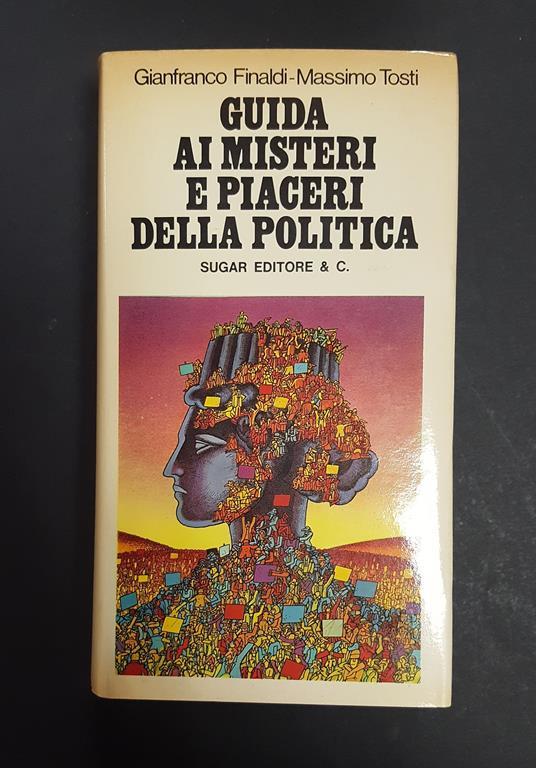 Gianfranco Finaldi-Massimo Tosti
GUIDA
AI MISTERI
E PIACERI
DELLA POLITICA
SUGAR EDITORE & C.